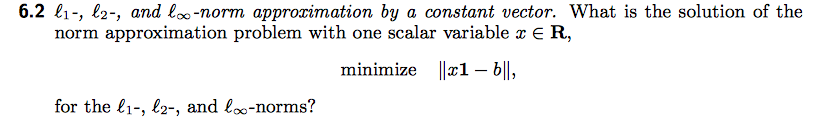 6.2 ℓ₁-, ℓ₂-, and ℓ∞-norm approximation by a constant vector. What is the solution of the
norm approximation problem with one scalar variable x ∈ R,
minimize ‖x1 − b‖,
for the ℓ₁-, ℓ₂-, and ℓ∞-norms?